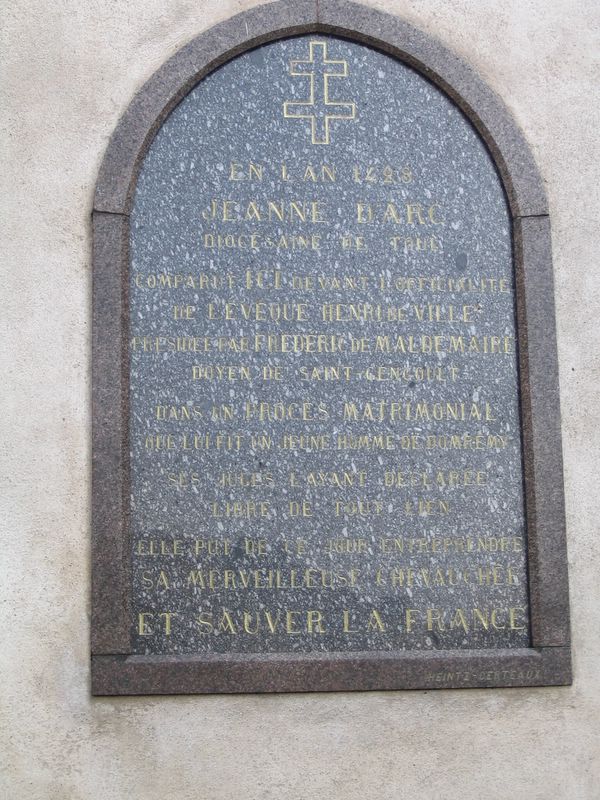 EN L'AN 1428
JEANNE D'ARC
DIOCESAINE DE TOUL
COMPARUT ICI DEVANT L'OFFICIALITE
DE L'EVEQUE HENRI DE VILLE
PRESIDEE PAR FREDERIC DE MALDEMAIRE
DOYEN DE SAINT-GENGOULT
DANS UN PROCES MATRIMONIAL
QUE LUI FIT UN JEUNE HOMME DE DOMREMY
SES JUGES L'AYANT DECLAREE
LIBRE DE TOUT LIEN
ELLE PUT DE CE JOUR ENTREPRENDRE
SA MERVEILLEUSE CHEVAUCHEE
ET SAUVER LA FRANCE
HEINTZ-CERTEAUX